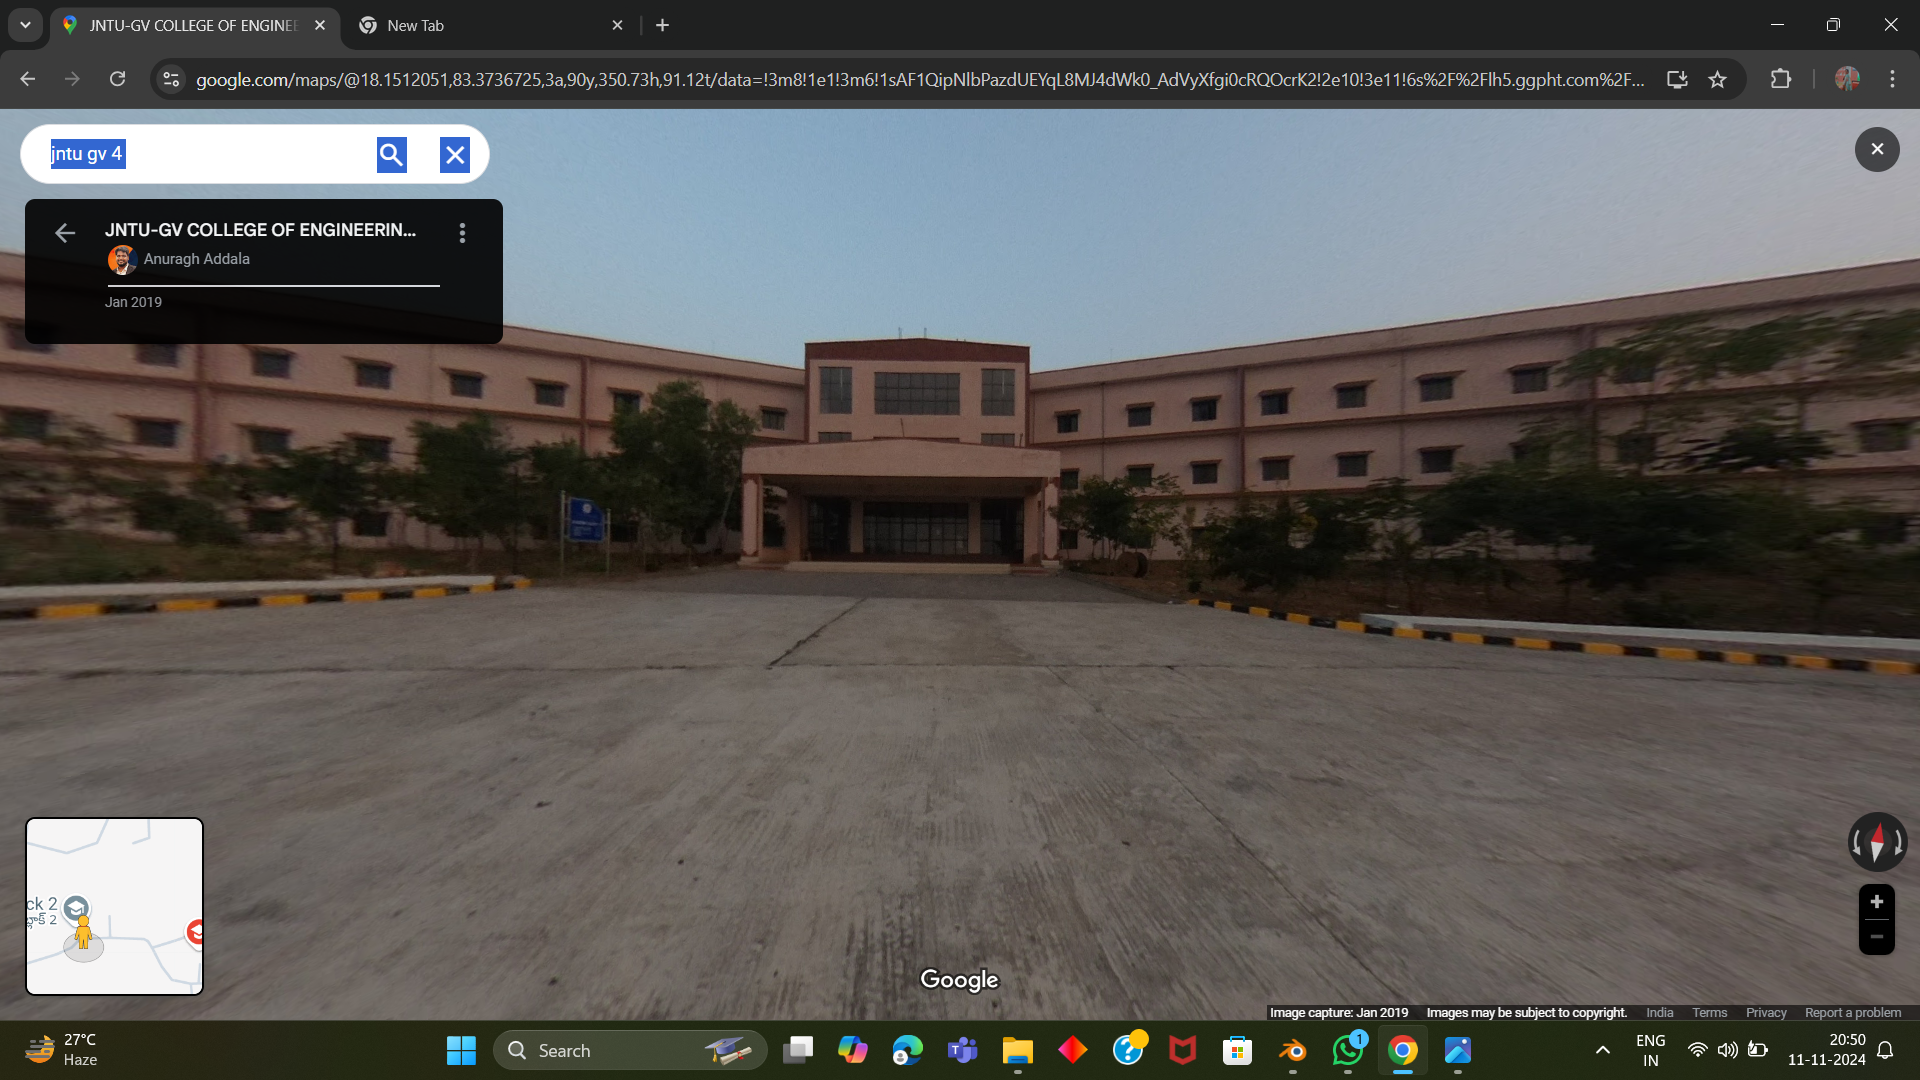 JNTU-GV COLLEGE OF ENGINEE
New Tab
google.com/maps/@18.1512051,83.3736725,3a,90y,350.73h,91.12t/data=!3m8!1e1!3m6!1sAF1QipNlbPazdUEYqL8MJ4dWk0_AdVyXfgi0cRQOcrK2!2e10!3e11!6s%2F%2Flh5.ggpht.com%2F...
jntu gv 4
JNTU-GV COLLEGE OF ENGINEERIN...
Anuragh Addala
Jan 2019
ck 2
Google
Image capture: Jan 2019 Images may be subject to copyright. India Terms Privacy Report a problem
27°C
Haze
Search
1
ENG
IN
20:50
11-11-2024